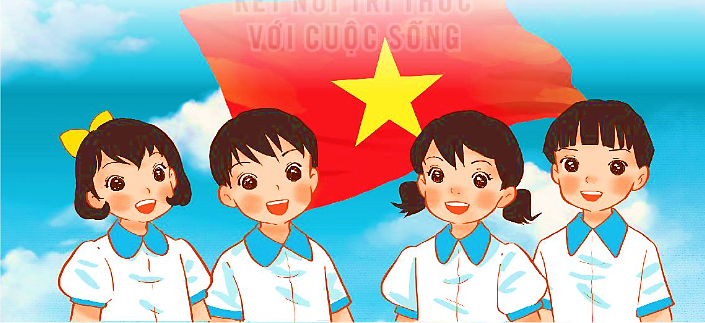 KẾT NỐI TRI THỨC
VỚI CUỘC SỐNG